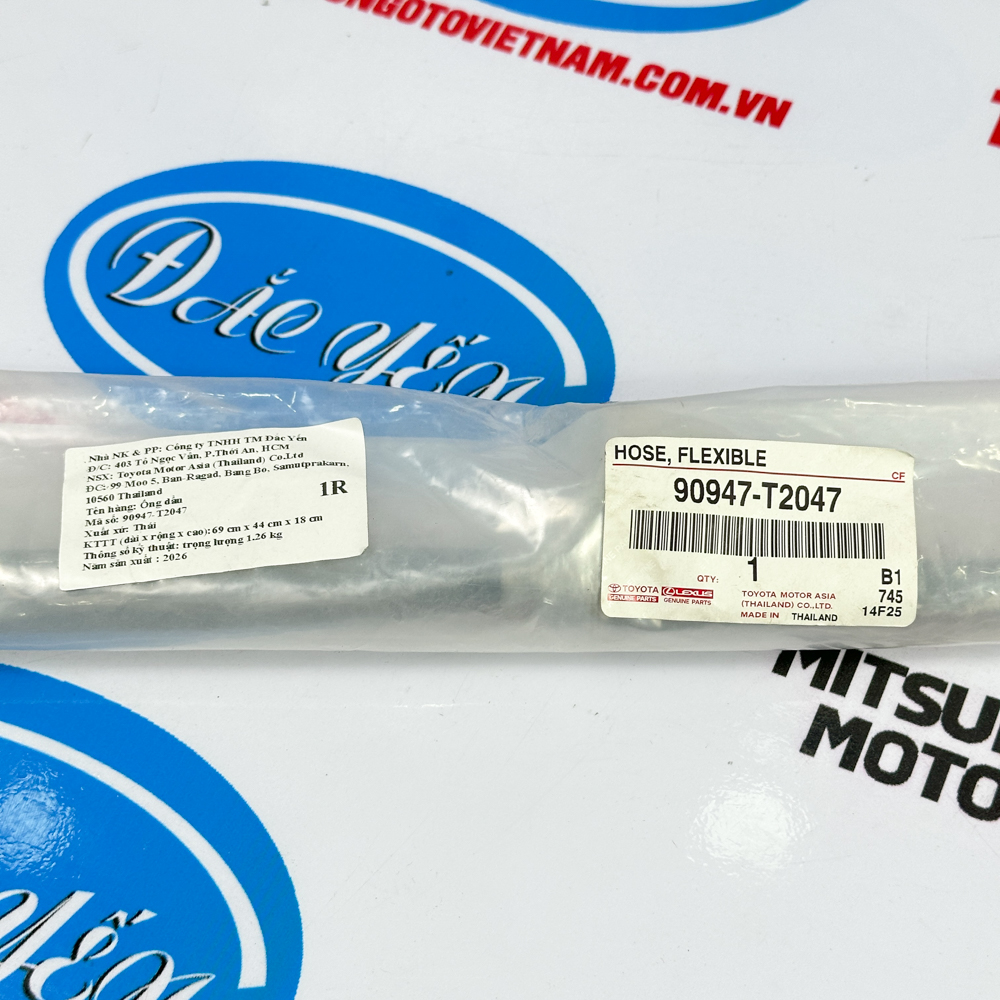 NGOTOVIETNAM.COM.VN
ĐẮC YẾN
Nhà NK & PP: Công ty TNHH TM Đắc Yến
Đ/C: 403 Tô Ngọc Vân, P.Thới An, HCM
NSX: Toyota Motor Asia (Thailand) Co.Ltd
ĐC: 99 Moo 5, Ban Ragad, Bang Bo, Samutprakarn,
10560 Thailand
1R
Tên hàng: Ống dầu
Mã số: 90947-T2047
Xuất xứ: Thái
KTTT (dài x rộng x cao): 69 cm x 44 cm x 18 cm
Thông số kỹ thuật: trọng lượng 1.26 kg
Năm sản xuất : 2026
HOSE, FLEXIBLE
CF
90947-T2047
QTY: 1
B1
TOYOTA
GENUINE PARTS
LEXUS
GENUINE PARTS
TOYOTA MOTOR ASIA
(THAILAND) CO.,LTD.
MADE IN THAILAND
745
14F25
MITSU
MOTO
YẾN